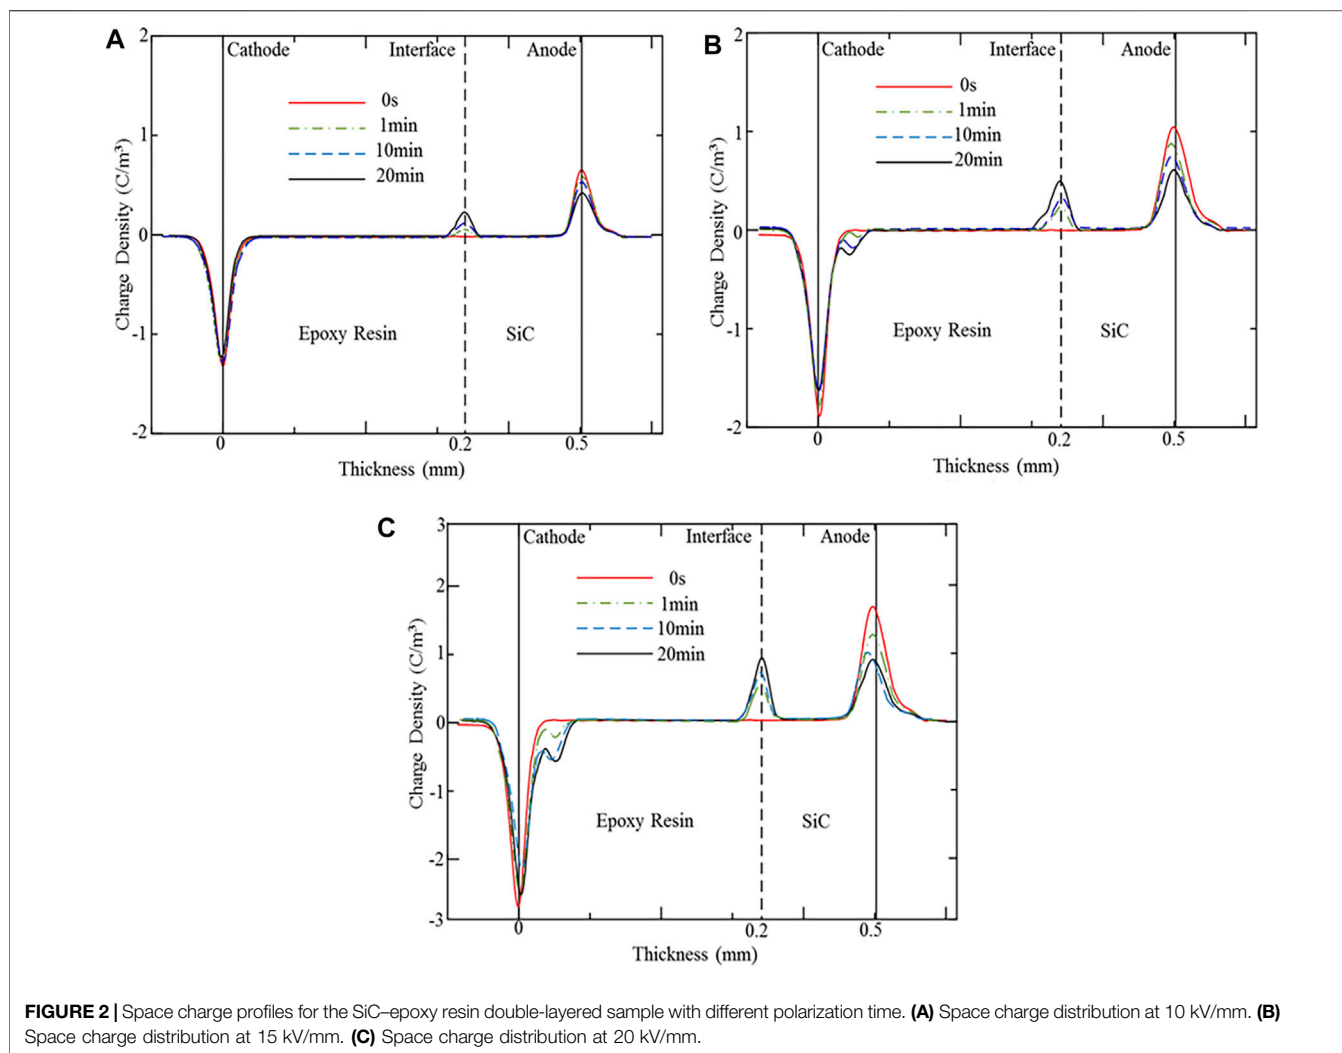 A
2
1
0
-1
-2
Charge Density (C/m³)
Cathode
Interface
Anode
0s
1min
10min
20min
Epoxy Resin
SiC
0
0.2
0.5
Thickness (mm)
B
2
1
0
-1
-2
Charge Density (C/m³)
Cathode
Interface
Anode
0s
1min
10min
20min
Epoxy Resin
SiC
0
0.2
0.5
Thickness (mm)
C
3
2
1
0
-1
-2
-3
Charge Density (C/m³)
Cathode
Interface
Anode
0s
1min
10min
20min
Epoxy Resin
SiC
0
0.2
0.5
Thickness (mm)
FIGURE 2 | Space charge profiles for the SiC–epoxy resin double-layered sample with different polarization time. (A) Space charge distribution at 10 kV/mm. (B)
Space charge distribution at 15 kV/mm. (C) Space charge distribution at 20 kV/mm.